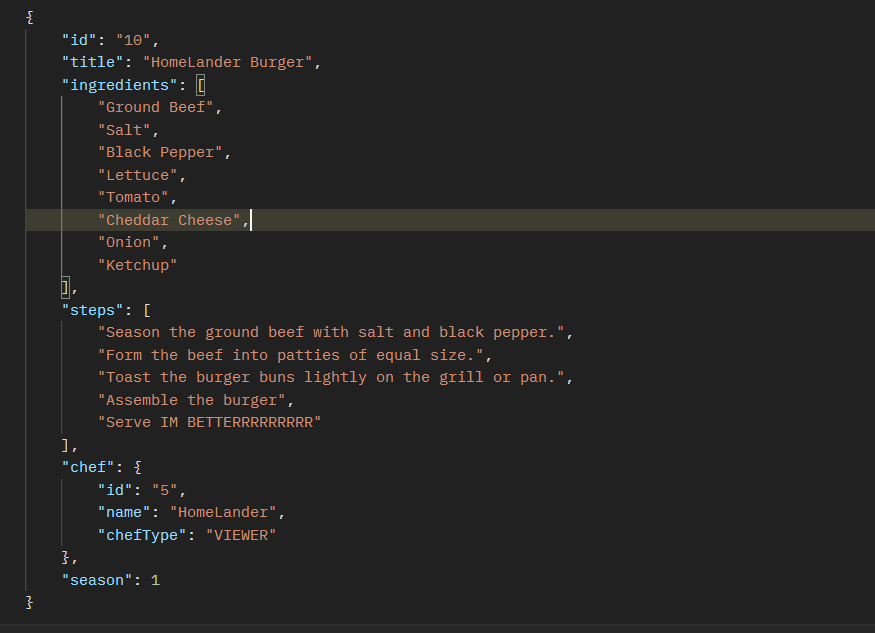 {
    "id": "10",
    "title": "HomeLander Burger",
    "ingredients": [
        "Ground Beef",
        "Salt",
        "Black Pepper",
        "Lettuce",
        "Tomato",
        "Cheddar Cheese",
        "Onion",
        "Ketchup"
    ],
    "steps": [
        "Season the ground beef with salt and black pepper.",
        "Form the beef into patties of equal size.",
        "Toast the burger buns lightly on the grill or pan.",
        "Assemble the burger",
        "Serve IM BETTERRRRRRRRR"
    ],
    "chef": {
        "id": "5",
        "name": "HomeLander",
        "chefType": "VIEWER"
    },
    "season": 1
}